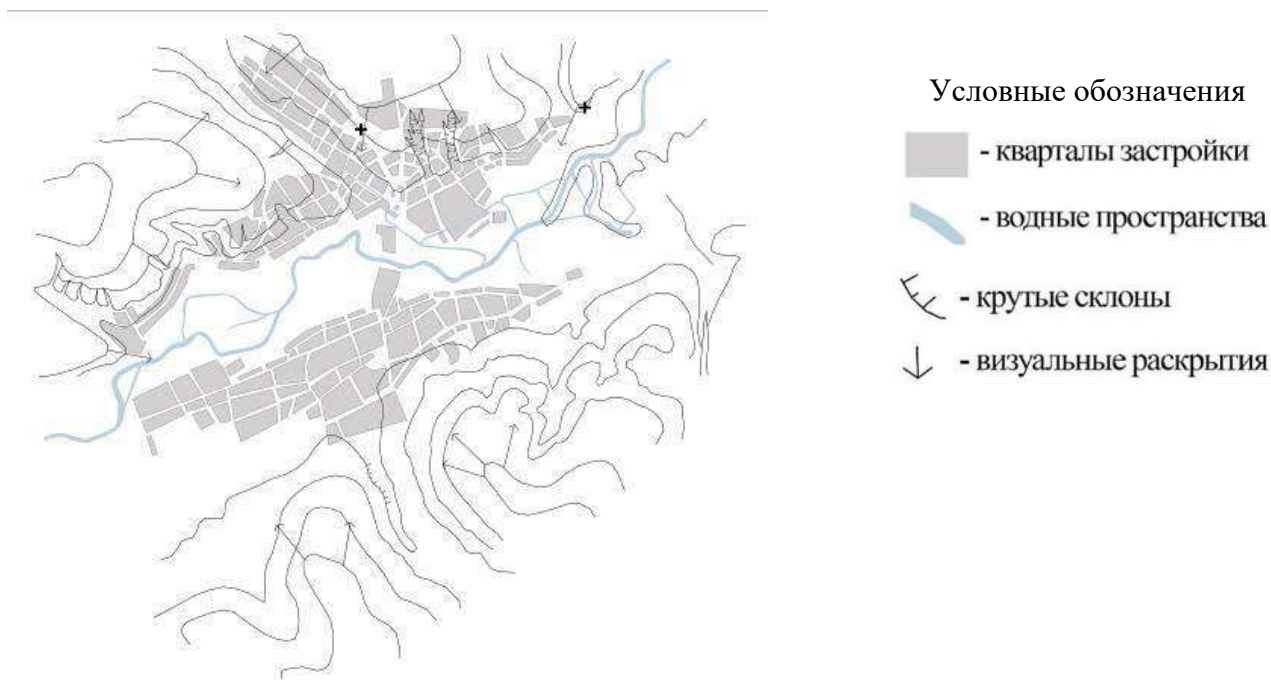 Условные обозначения
- кварталы застройки
- водные пространства
- крутые склоны
- визуальные раскрытия